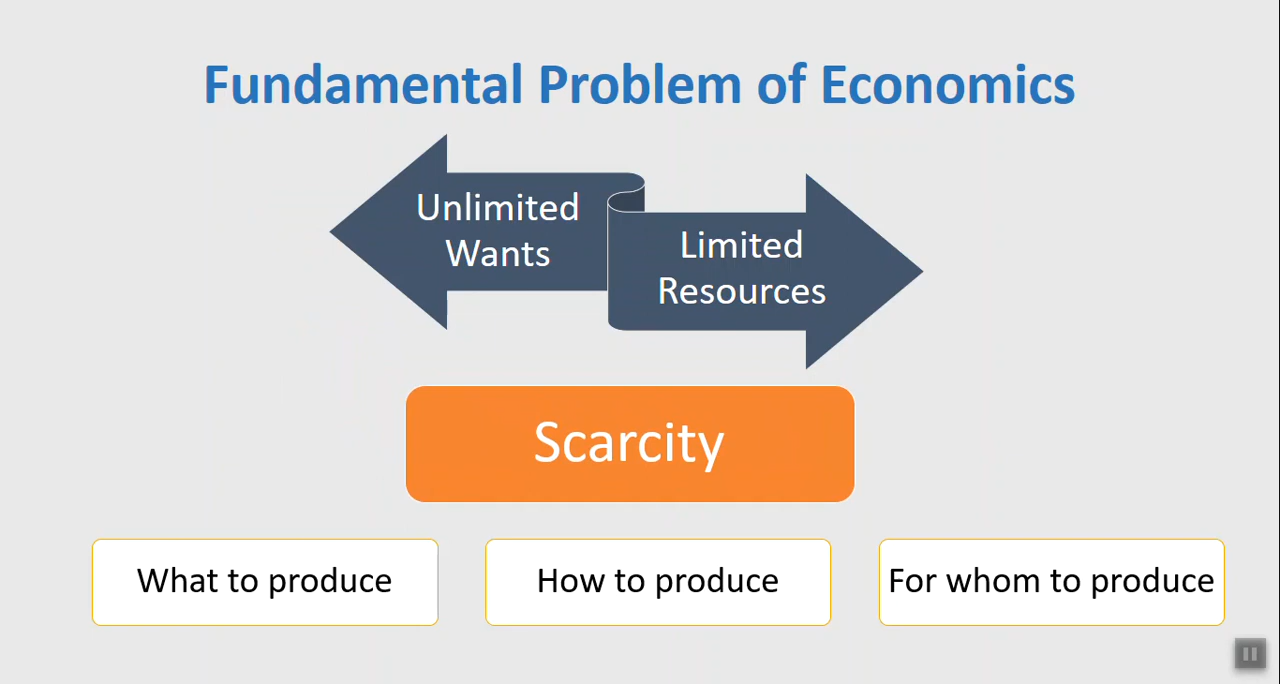 Fundamental Problem of Economics
Unlimited
Wants
Limited
Resources
Scarcity
What to produce
How to produce
For whom to produce